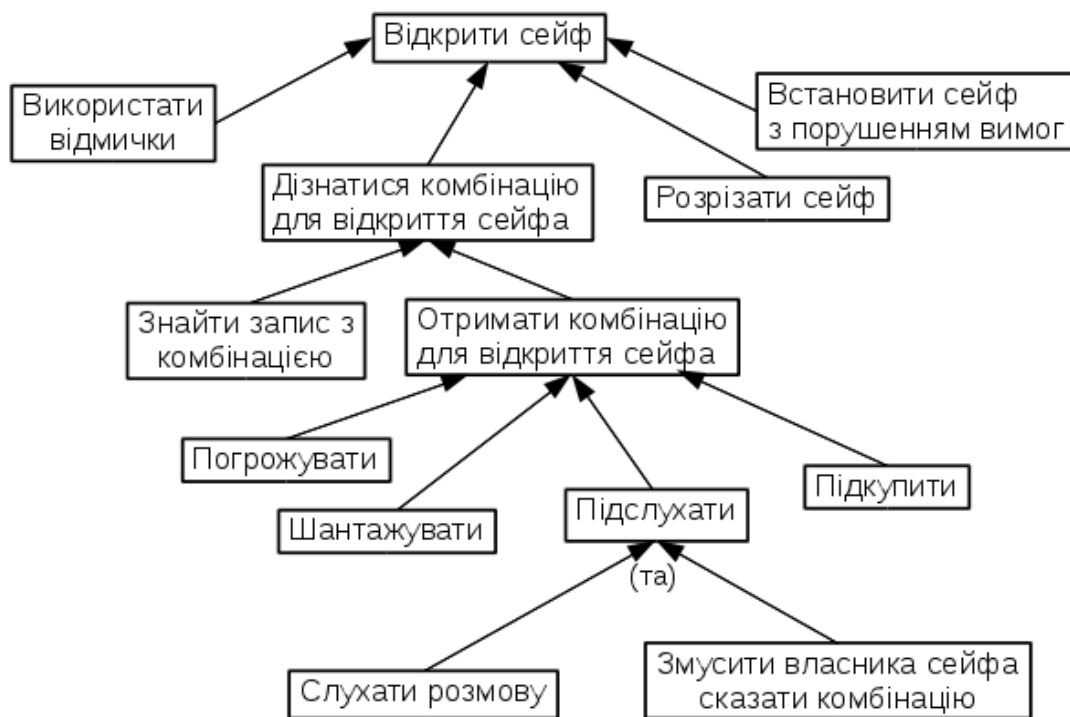 Відкрити сейф
Використати
відмички
Встановити сейф
з порушенням вимог
Дізнатися комбінацію
для відкриття сейфа
Розрізати сейф
Знайти запис з
комбінацією
Отримати комбінацію
для відкриття сейфа
Погрожувати
Шантажувати
Підслухати
Підкупити
(та)
Слухати розмову
Змусити власника сейфа
сказати комбінацію